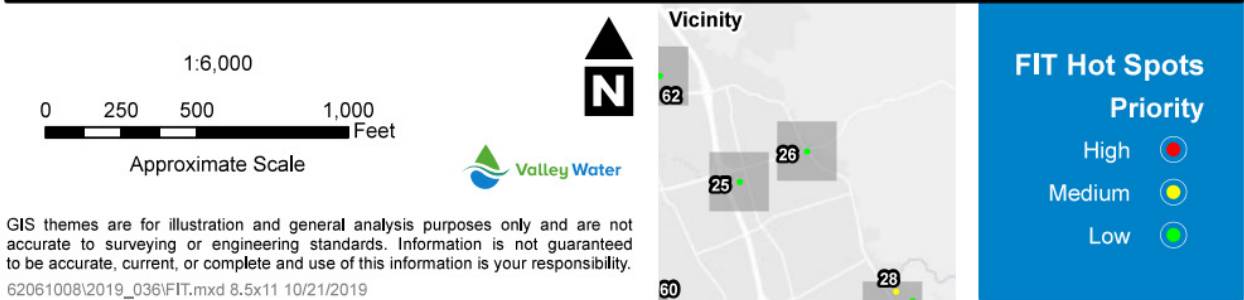 1:6,000
0 250 500 1,000
Feet
Approximate Scale
N
Valley Water
GIS themes are for illustration and general analysis purposes only and are not
accurate to surveying or engineering standards. Information is not guaranteed
to be accurate, current, or complete and use of this information is your responsibility.
62061008\2019_036\FIT.mxd 8.5x11 10/21/2019
Vicinity
62
26
25
28
60
FIT Hot Spots
Priority
High
Medium
Low